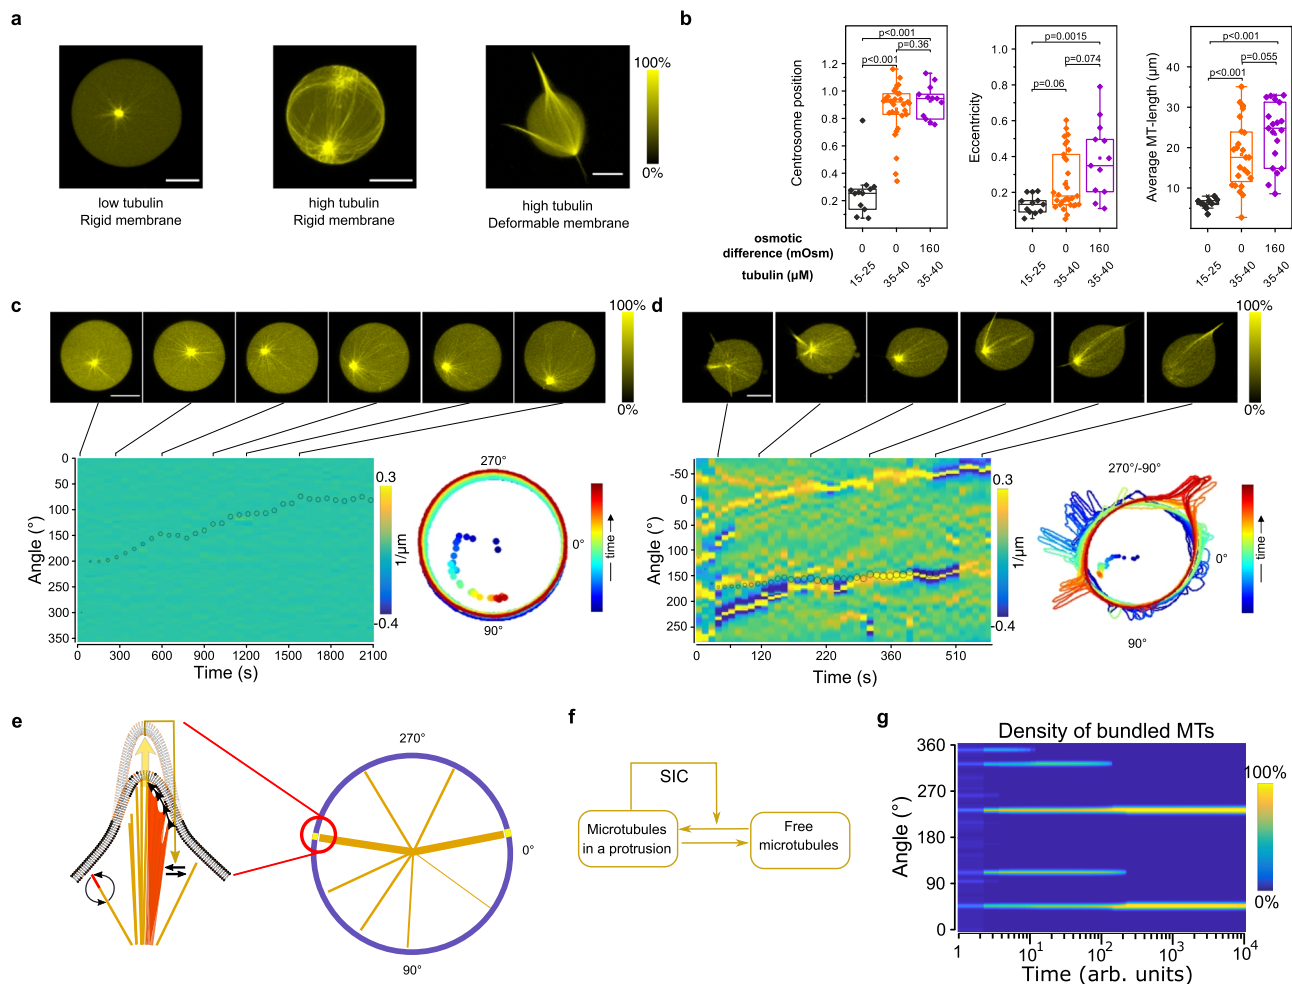 a
100%
0%
low tubulin
Rigid membrane
high tubulin
Rigid membrane
high tubulin
Deformable membrane
b
Centrosome position
1.2
1.0
0.8
0.6
0.4
0.2
p<0.001
p=0.36
p<0.001
Eccentricity
1.0
0.8
0.6
0.4
0.2
p=0.0015
p=0.074
p=0.06
Average MT-length (µm)
40
30
20
10
p<0.001
p=0.055
p<0.001
osmotic
difference (mOsm)
0 0 160
0 0 160
0 0 160
tubulin (µM)
15-25 35-40 35-40
15-25 35-40 35-40
15-25 35-40 35-40
c
100%
0%
Angle (°)
0
50
100
150
200
250
300
350
0 300 600 900 1200 1500 1800 2100
Time (s)
0.3
1/µm
-0.4
270°
0°
90°
time
d
100%
0%
Angle (°)
-50
0
50
100
150
200
250
0 120 220 360 510
Time (s)
0.3
1/µm
-0.4
270°/-90°
0°
90°
time
e
270°
0°
90°
f
SIC
Microtubules
in a protrusion
Free
microtubules
g
Density of bundled MTs
Angle (°)
360
270
180
90
0
1 10¹ 10² 10³ 10⁴
Time (arb. units)
100%
0%